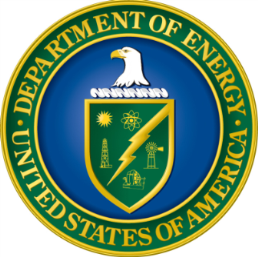 · DEPARTMENT OF ENERGY ·
UNITED STATES OF AMERICA